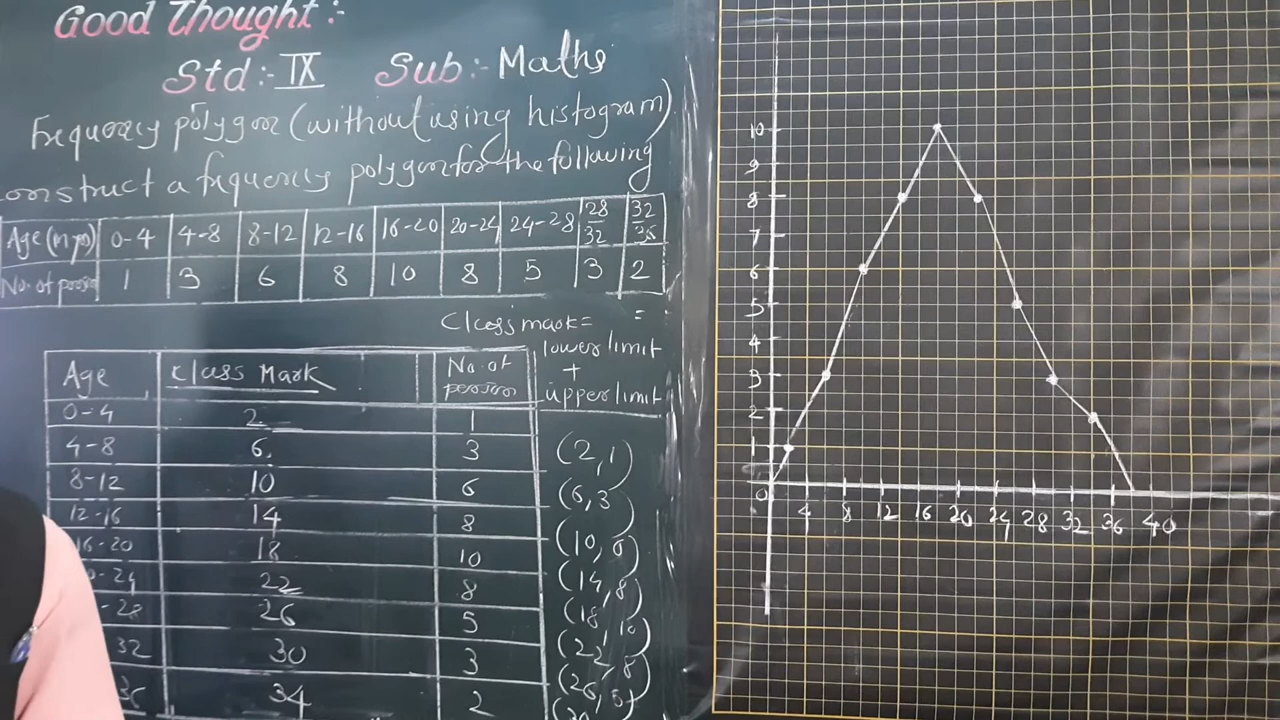 Good Thought :-
Std :- IX Sub :- Maths
Frequency polygon (without using histogram)
onstruct a frequency polygon for the following
Age (in yrs) 0-4 4-8 8-12 12-16 16-20 20-24 24-28 28 32 32 36
No. of person 1 3 6 8 10 8 5 3 2
Class mark = =
lower limit
+
upper limit
Age Class Mark No. of person
0-4 2 1 (2, 1)
4-8 6 3 (6, 3)
8-12 10 6 (10, 6)
12-16 14 8 (14, 8)
16-20 18 10 (18, 10)
-24 22 8 (22, 8)
-28 26 5 (26, 5)
32 30 3
36 34 2
10
9
8
7
6
5
4
3
2
1
0 4 8 12 16 20 24 28 32 36 40